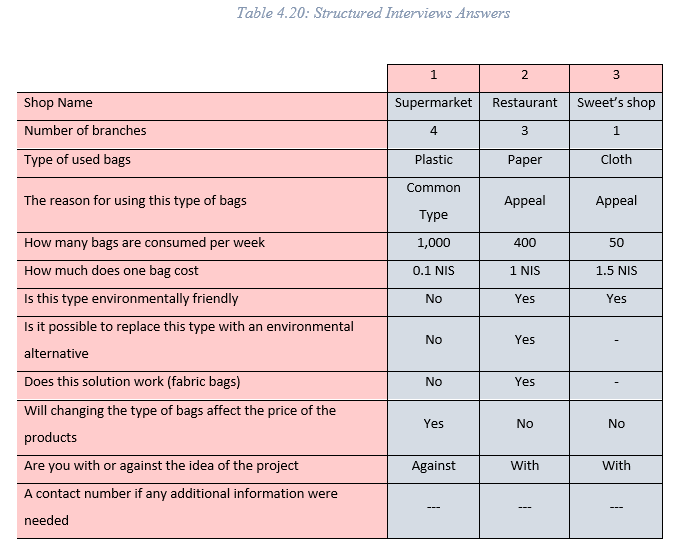 Table 4.20: Structured Interviews Answers
1 2 3
Shop Name Supermarket Restaurant Sweet’s shop
Number of branches 4 3 1
Type of used bags Plastic Paper Cloth
The reason for using this type of bags Common Type Appeal Appeal
How many bags are consumed per week 1,000 400 50
How much does one bag cost 0.1 NIS 1 NIS 1.5 NIS
Is this type environmentally friendly No Yes Yes
Is it possible to replace this type with an environmental
alternative No Yes -
Does this solution work (fabric bags) No Yes -
Will changing the type of bags affect the price of the
products Yes No No
Are you with or against the idea of the project Against With With
A contact number if any additional information were
needed --- --- ---